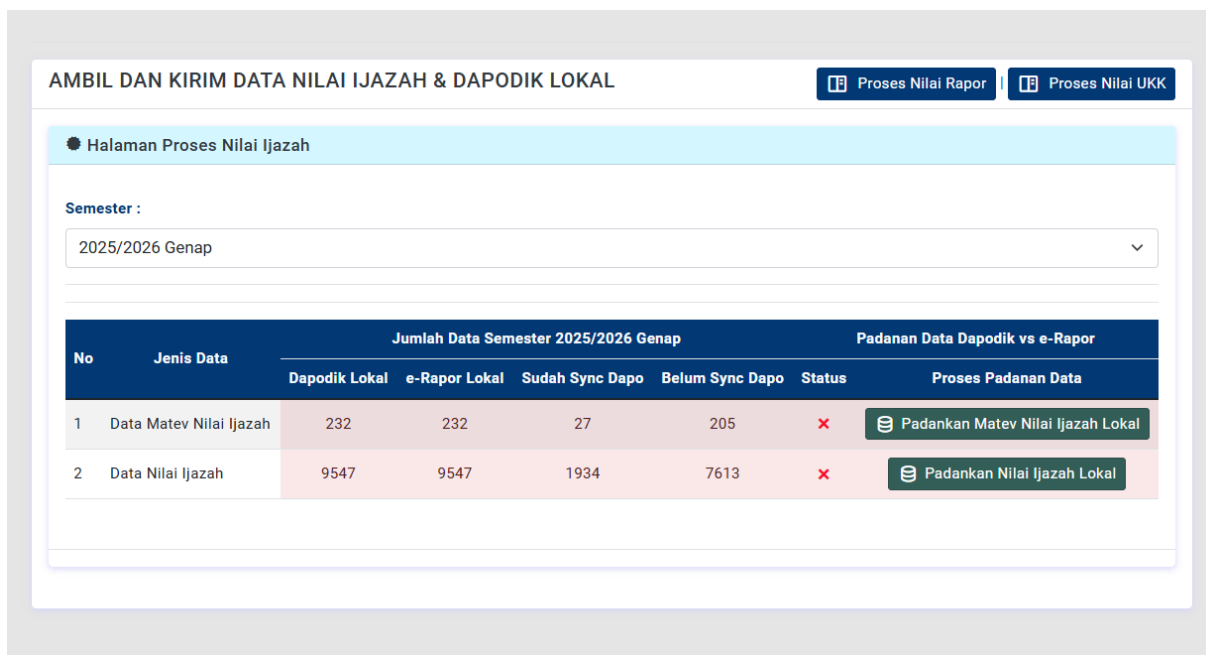 AMBIL DAN KIRIM DATA NILAI IJAZAH & DAPODIK LOKAL
Proses Nilai Rapor | Proses Nilai UKK
Halaman Proses Nilai Ijazah
Semester :
2025/2026 Genap
No Jenis Data Jumlah Data Semester 2025/2026 Genap Padanan Data Dapodik vs e-Rapor
Dapodik Lokal e-Rapor Lokal Sudah Sync Dapo Belum Sync Dapo Status Proses Padanan Data
1 Data Matev Nilai Ijazah 232 232 27 205 Padankan Matev Nilai Ijazah Lokal
2 Data Nilai Ijazah 9547 9547 1934 7613 Padankan Nilai Ijazah Lokal